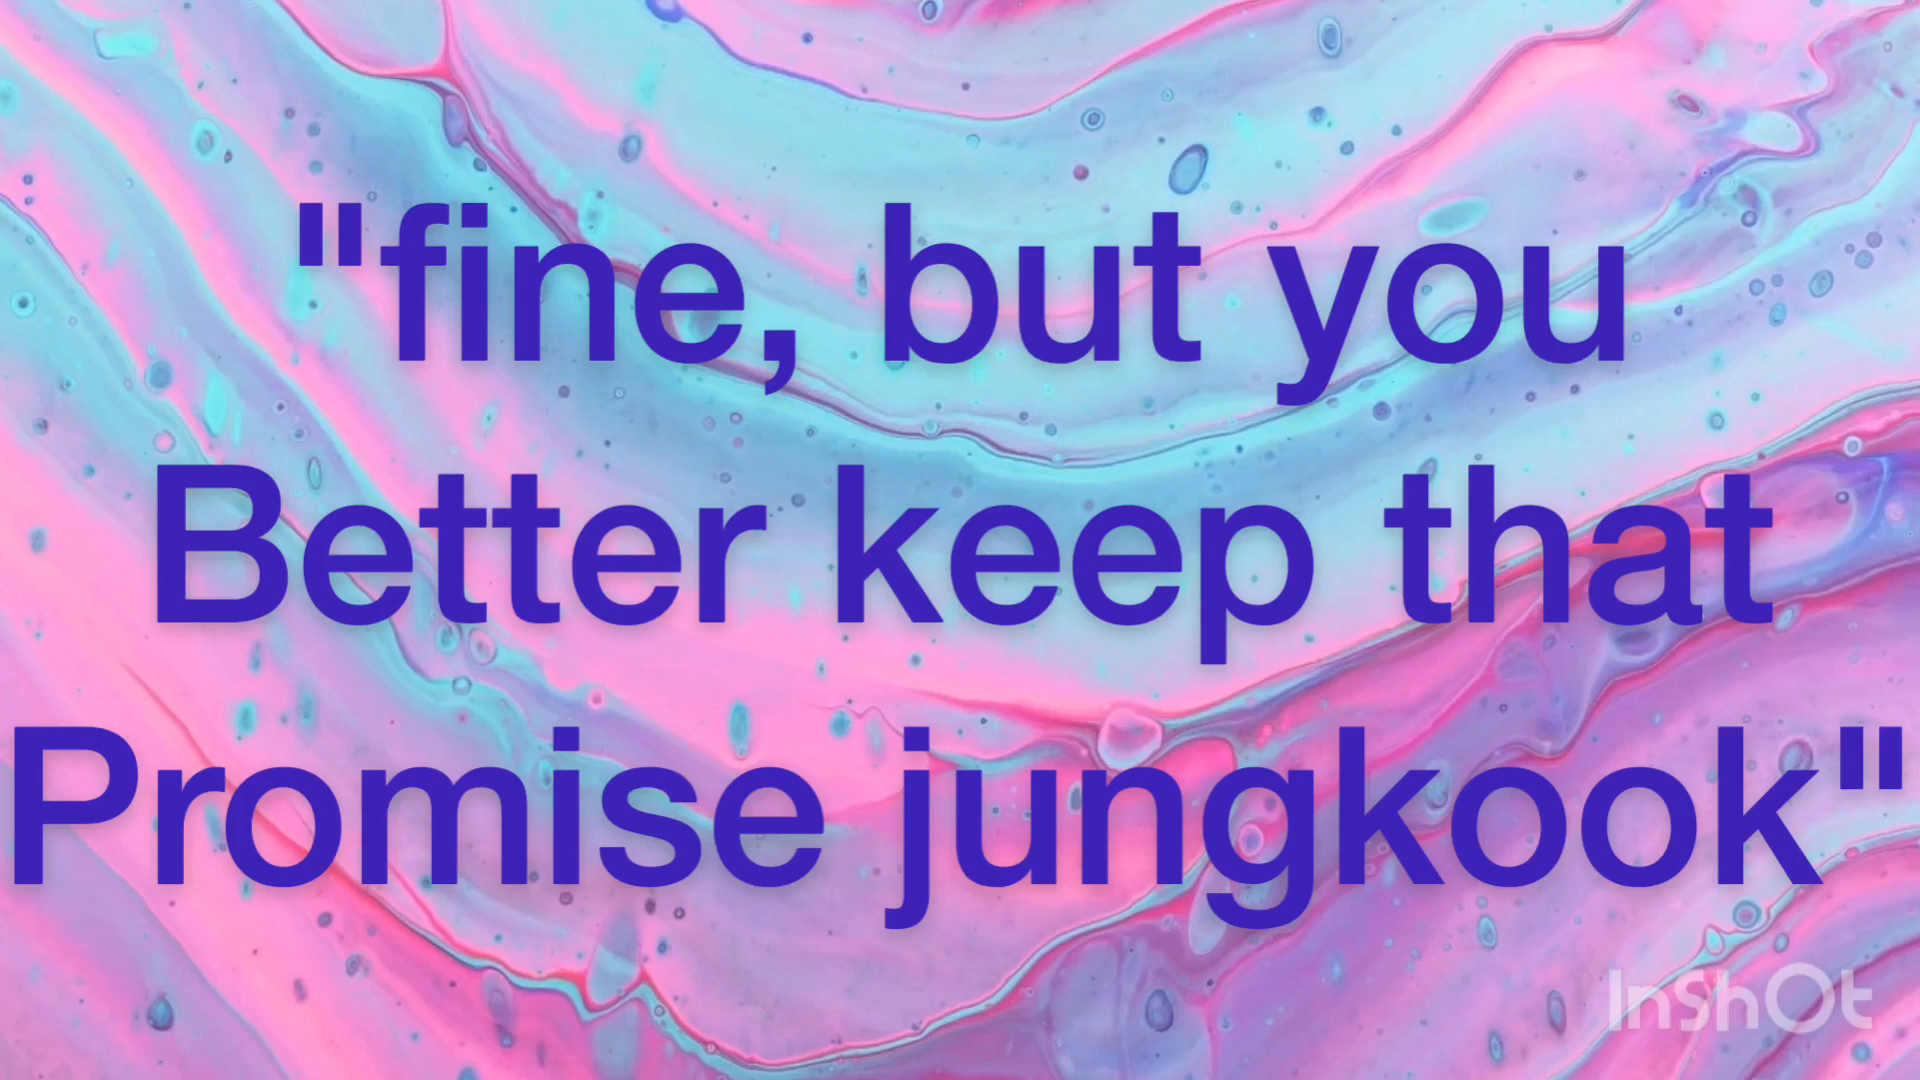 "fine, but you
Better keep that
Promise jungkook"
InShOt